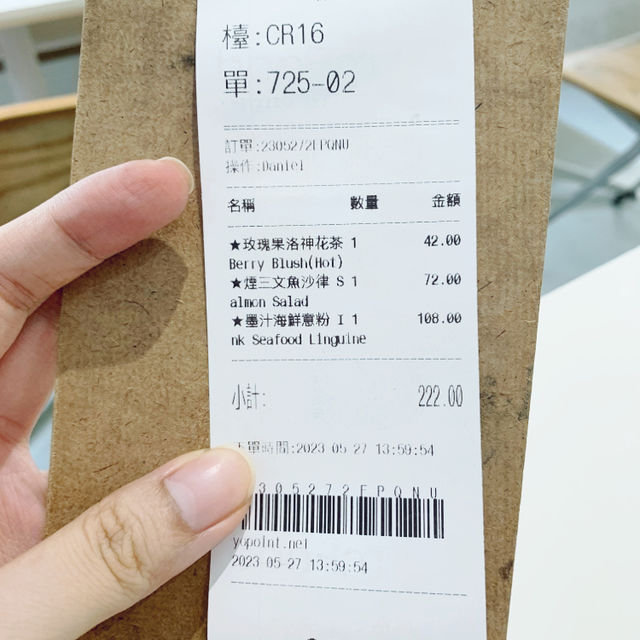 檯:CR16
單:725-02
訂單:2305272FPQNU
操作:Daniel
名稱 數量 金額
★玫瑰果洛神花茶 1 42.00
Berry Blush(Hot)
★煙三文魚沙律 S 1 72.00
almon Salad
★墨汁海鮮意粉 I 1 108.00
nk Seafood Linguine
小計: 222.00
下單時間:2023 05 27 13:59:54
305272FPQNU
yopoint.net
2023 05 27 13:59:54